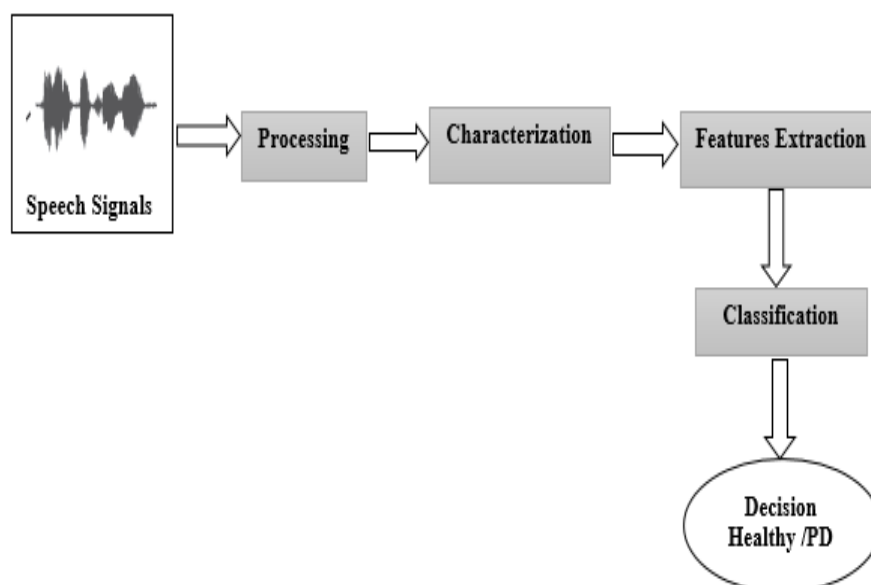 Speech Signals
Processing
Characterization
Features Extraction
Classification
Decision
Healthy /PD